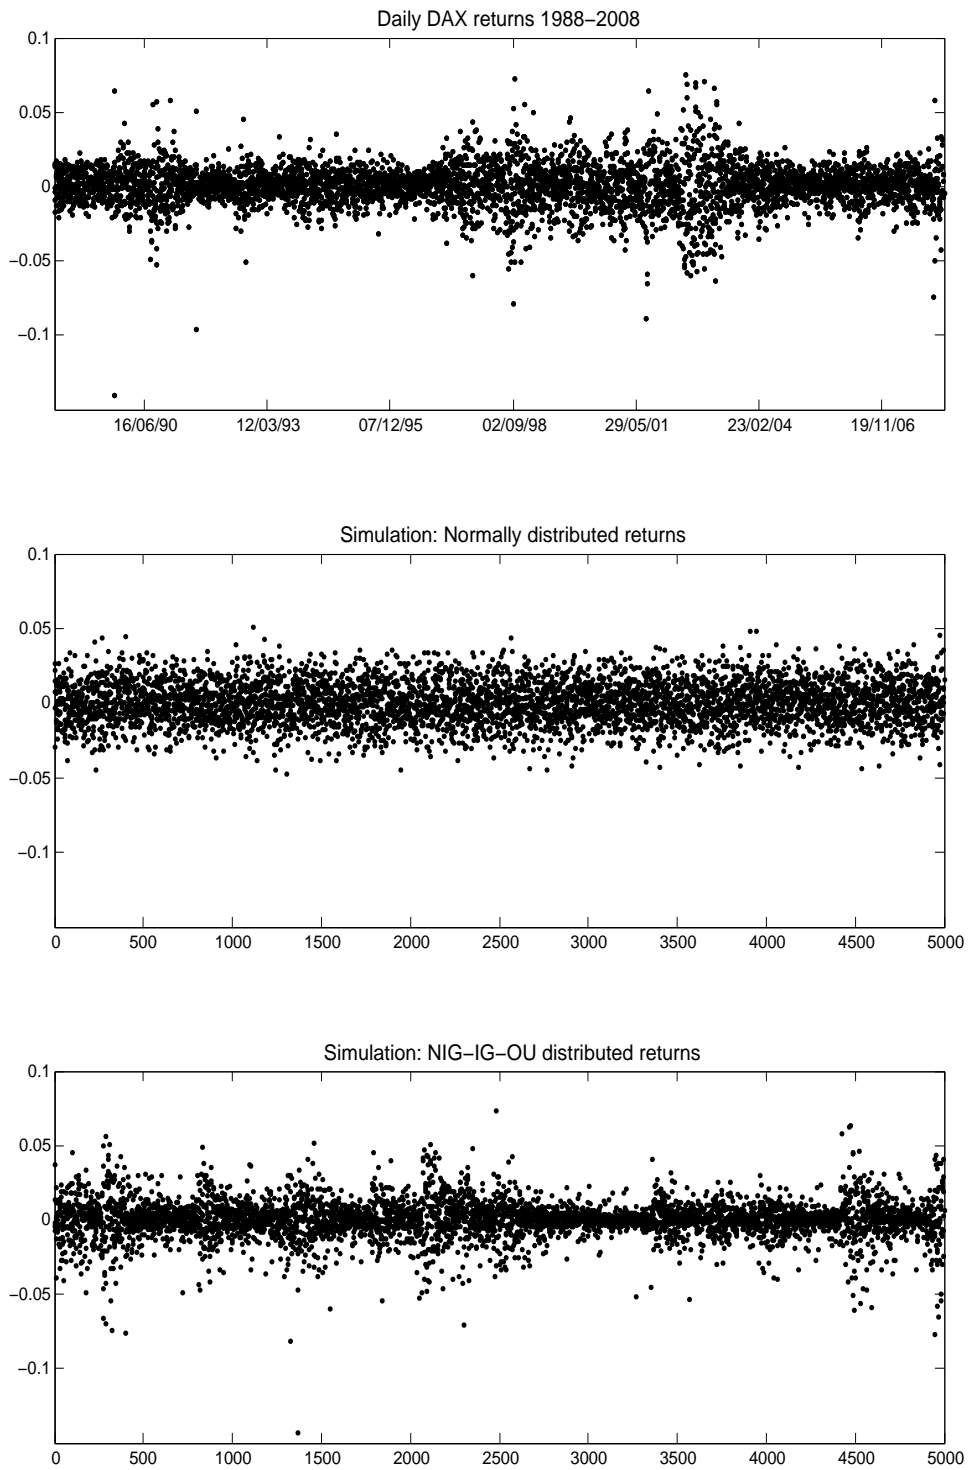 Daily DAX returns 1988−2008
0.1
0.05
0
−0.05
−0.1
16/06/90 12/03/93 07/12/95 02/09/98 29/05/01 23/02/04 19/11/06
Simulation: Normally distributed returns
0.1
0.05
0
−0.05
−0.1
0 500 1000 1500 2000 2500 3000 3500 4000 4500 5000
Simulation: NIG−IG−OU distributed returns
0.1
0.05
0
−0.05
−0.1
0 500 1000 1500 2000 2500 3000 3500 4000 4500 5000